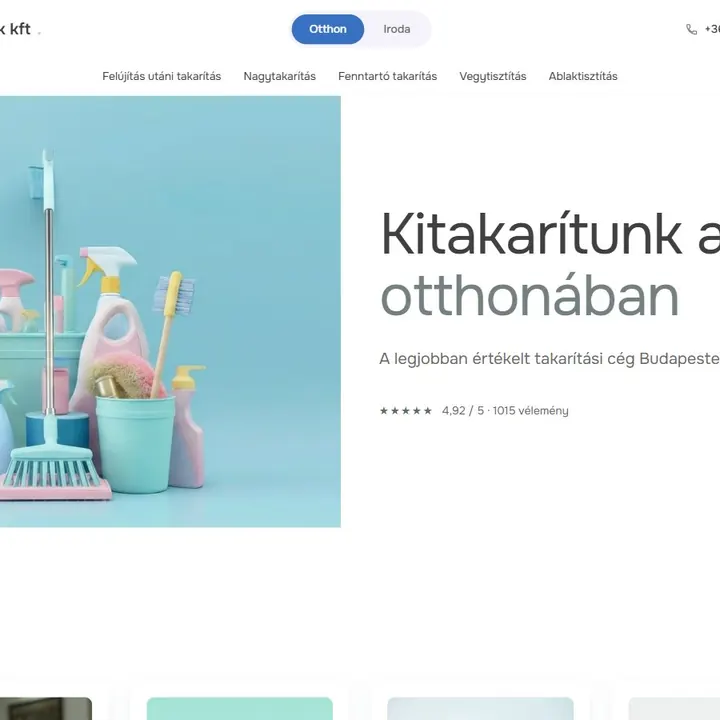 k kft .
Otthon
Iroda
+36
Felújítás utáni takarítás
Nagytakarítás
Fenntartó takarítás
Vegytisztítás
Ablaktisztítás
Kitakarítunk a
otthonában
A legjobban értékelt takarítási cég Budapeste
★★★★★ 4,92 / 5 · 1015 vélemény